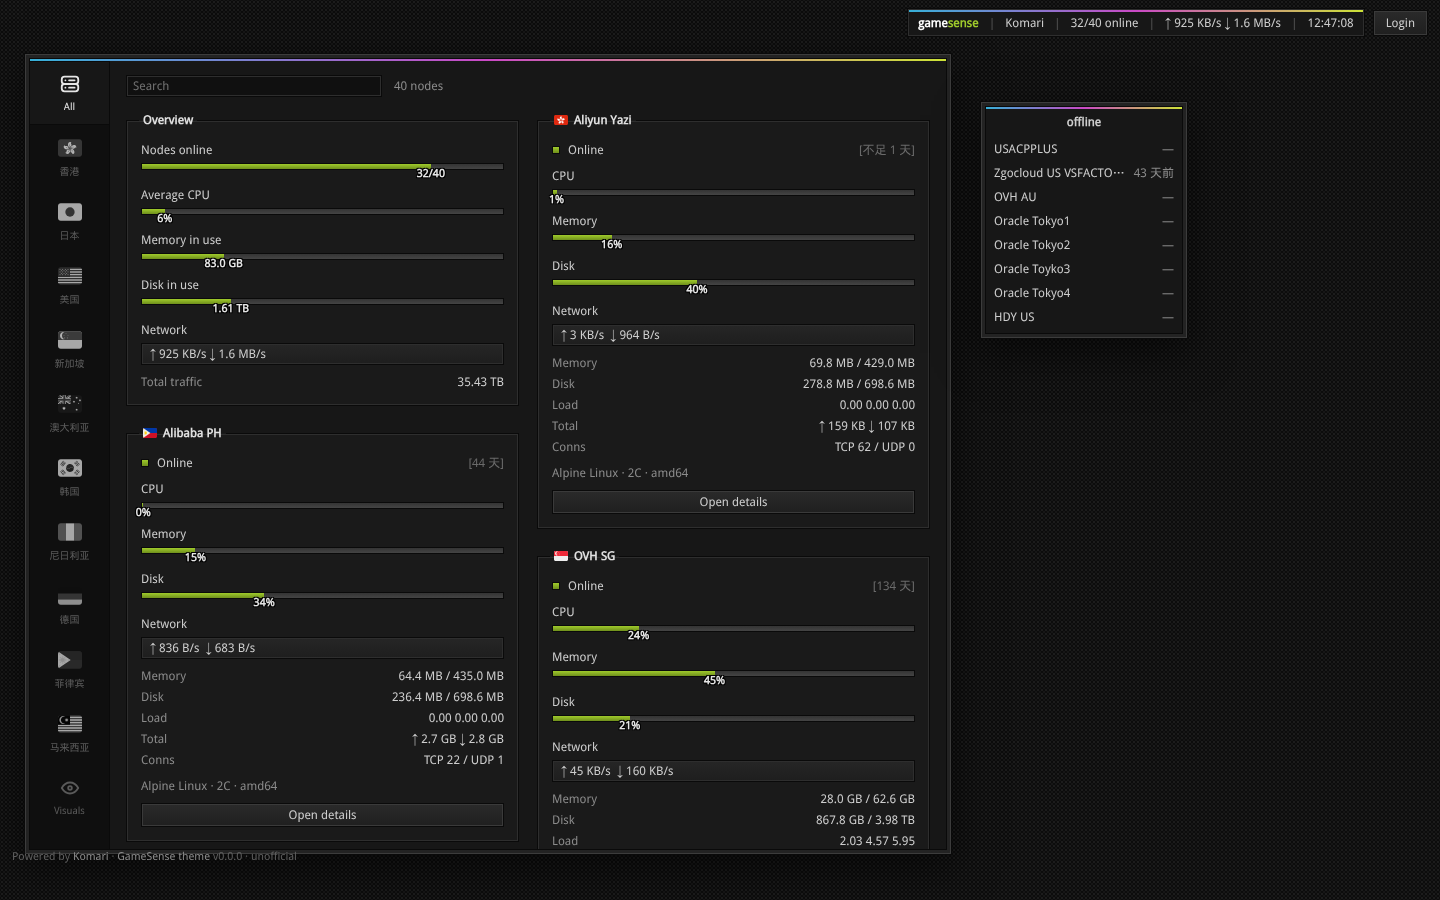 gamesense | Komari | 32/40 online | ↑ 925 KB/s ↓ 1.6 MB/s | 12:47:08
Login
All
香港
日本
美国
新加坡
澳大利亚
韩国
尼日利亚
德国
菲律宾
马来西亚
Visuals
Search
40 nodes
Overview
Nodes online
32/40
Average CPU
6%
Memory in use
83.0 GB
Disk in use
1.61 TB
Network
↑ 925 KB/s ↓ 1.6 MB/s
Total traffic 35.43 TB
Alibaba PH
Online [44 天]
CPU
0%
Memory
15%
Disk
34%
Network
↑ 836 B/s ↓ 683 B/s
Memory 64.4 MB / 435.0 MB
Disk 236.4 MB / 698.6 MB
Load 0.00 0.00 0.00
Total ↑ 2.7 GB ↓ 2.8 GB
Conns TCP 22 / UDP 1
Alpine Linux · 2C · amd64
Open details
Aliyun Yazi
Online [不足 1 天]
CPU
1%
Memory
16%
Disk
40%
Network
↑ 3 KB/s ↓ 964 B/s
Memory 69.8 MB / 429.0 MB
Disk 278.8 MB / 698.6 MB
Load 0.00 0.00 0.00
Total ↑ 159 KB ↓ 107 KB
Conns TCP 62 / UDP 0
Alpine Linux · 2C · amd64
Open details
OVH SG
Online [134 天]
CPU
24%
Memory
45%
Disk
21%
Network
↑ 45 KB/s ↓ 160 KB/s
Memory 28.0 GB / 62.6 GB
Disk 867.8 GB / 3.98 TB
Load 2.03 4.57 5.95
offline
USACPPLUS —
Zgocloud US VSFACTO··· 43 天前
OVH AU —
Oracle Tokyo1 —
Oracle Tokyo2 —
Oracle Toyko3 —
Oracle Tokyo4 —
HDY US —
Powered by Komari · GameSense theme v0.0.0 · unofficial